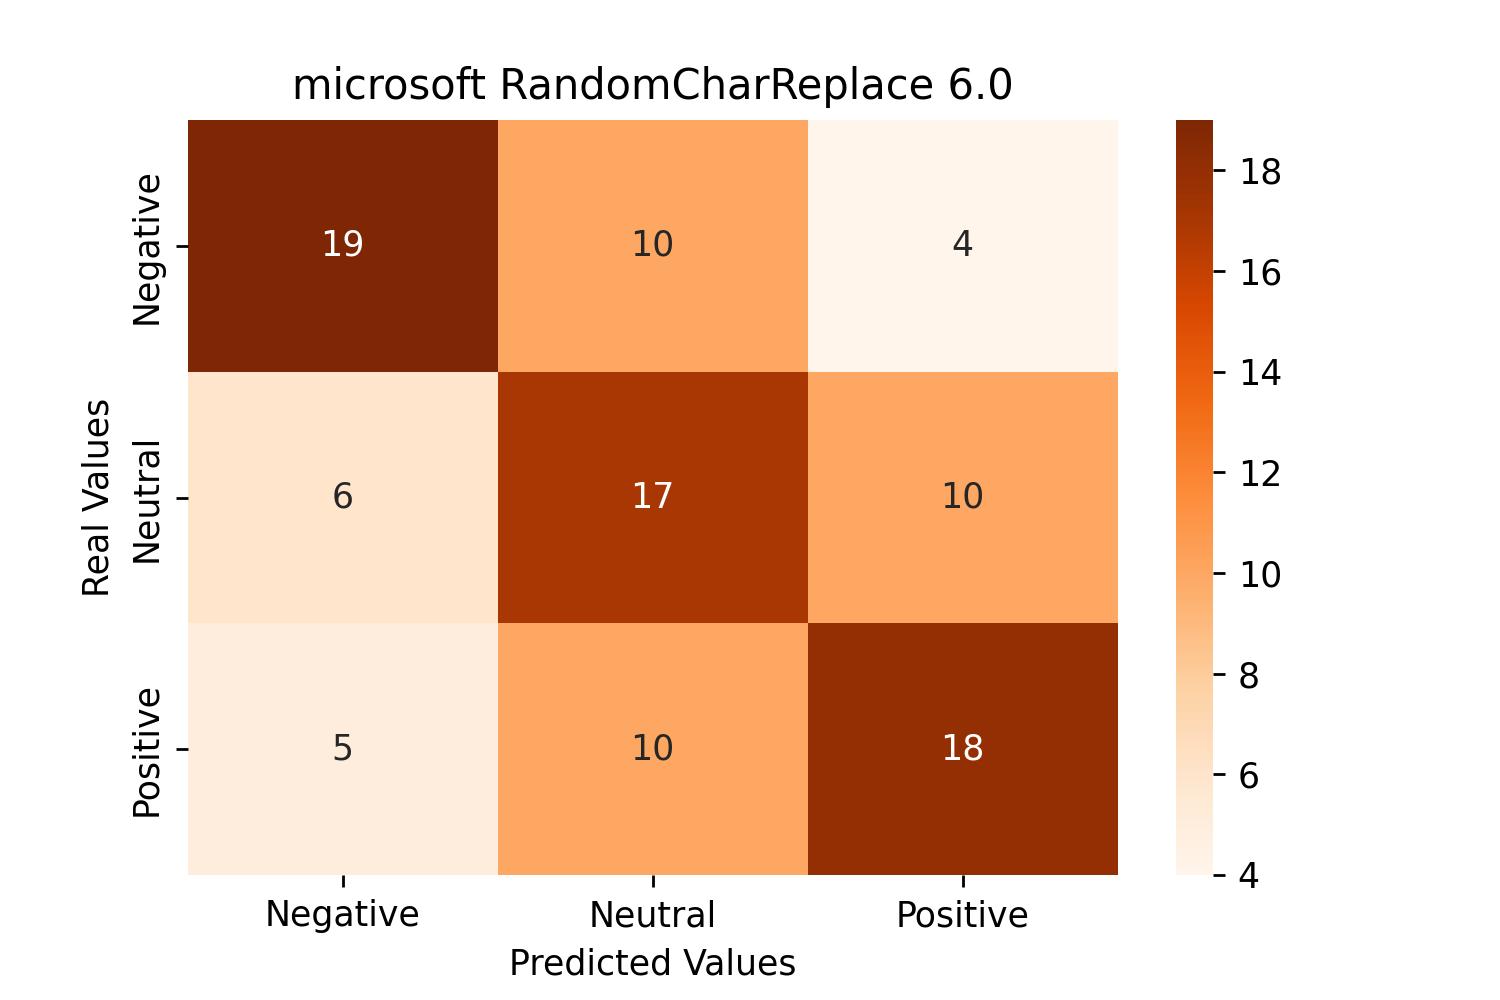 microsoft RandomCharReplace 6.0
Real Values
Negative
19 10 4
Neutral
6 17 10
Positive
5 10 18
Negative Neutral Positive
Predicted Values
18
16
14
12
10
8
6
4